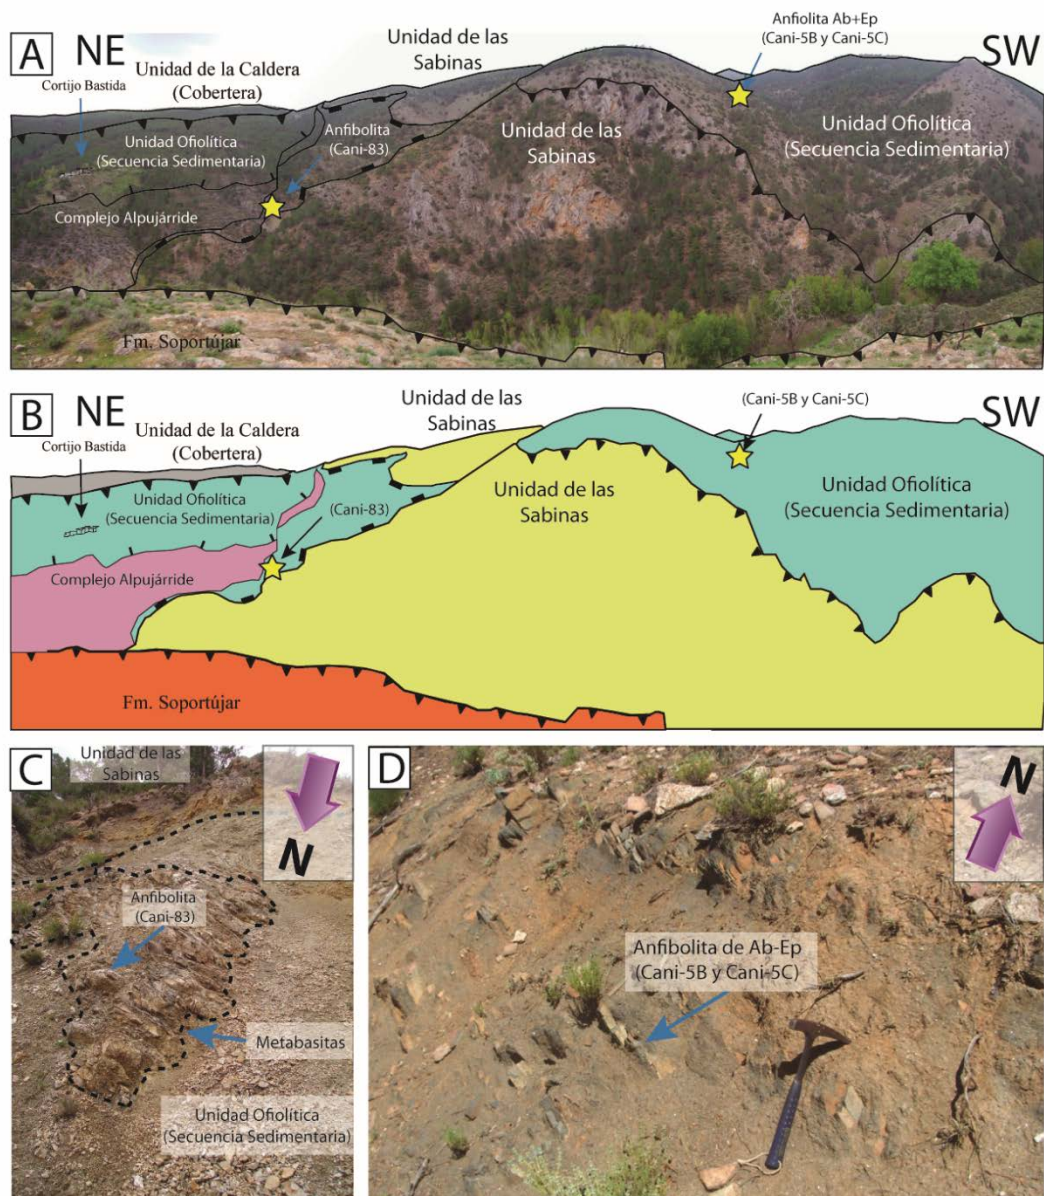 A
NE
Cortijo Bastida
Unidad de la Caldera
(Cobertera)
Unidad de las
Sabinas
Anfiolita Ab+Ep
(Cani-5B y Cani-5C)
SW
Unidad Ofiolítica
(Secuencia Sedimentaria)
Anfibolita
(Cani-83)
Unidad de las
Sabinas
Unidad Ofiolítica
(Secuencia Sedimentaria)
Complejo Alpujárride
Fm. Soportújar
B
NE
Cortijo Bastida
Unidad de la Caldera
(Cobertera)
Unidad de las
Sabinas
(Cani-5B y Cani-5C)
SW
Unidad Ofiolítica
(Secuencia Sedimentaria)
(Cani-83)
Unidad de las
Sabinas
Unidad Ofiolítica
(Secuencia Sedimentaria)
Complejo Alpujárride
Fm. Soportújar
C
Unidad de las
Sabinas
N
Anfibolita
(Cani-83)
Metabasitas
Unidad Ofiolítica
(Secuencia Sedimentaria)
D
N
Anfibolita de Ab-Ep
(Cani-5B y Cani-5C)